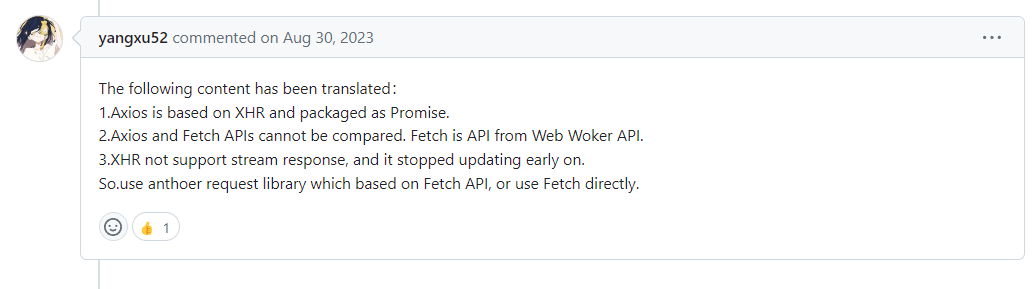 yangxu52 commented on Aug 30, 2023
The following content has been translated：
1.Axios is based on XHR and packaged as Promise.
2.Axios and Fetch APIs cannot be compared. Fetch is API from Web Woker API.
3.XHR not support stream response, and it stopped updating early on.
So.use anthoer request library which based on Fetch API, or use Fetch directly.
👍 1